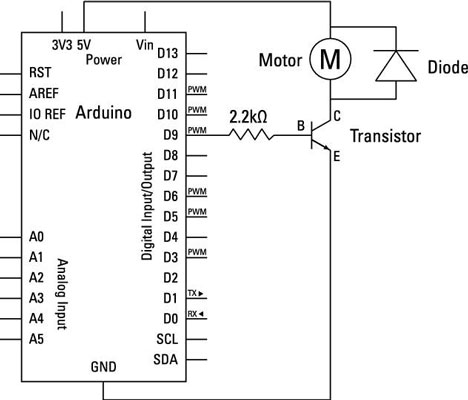 3V3 5V
Vin
Power
Arduino
RST
AREF
IO REF
N/C
A0
A1
A2
A3
A4
A5
Analog Input
Digital Input/Output
D13
D12
D11 PWM
D10 PWM
D9 PWM
D8
D7
D6 PWM
D5 PWM
D4
D3 PWM
D2
D1 TX ▶
D0 RX ◀
SCL
SDA
GND
2.2kΩ
Motor
M
Diode
B
C
E
Transistor